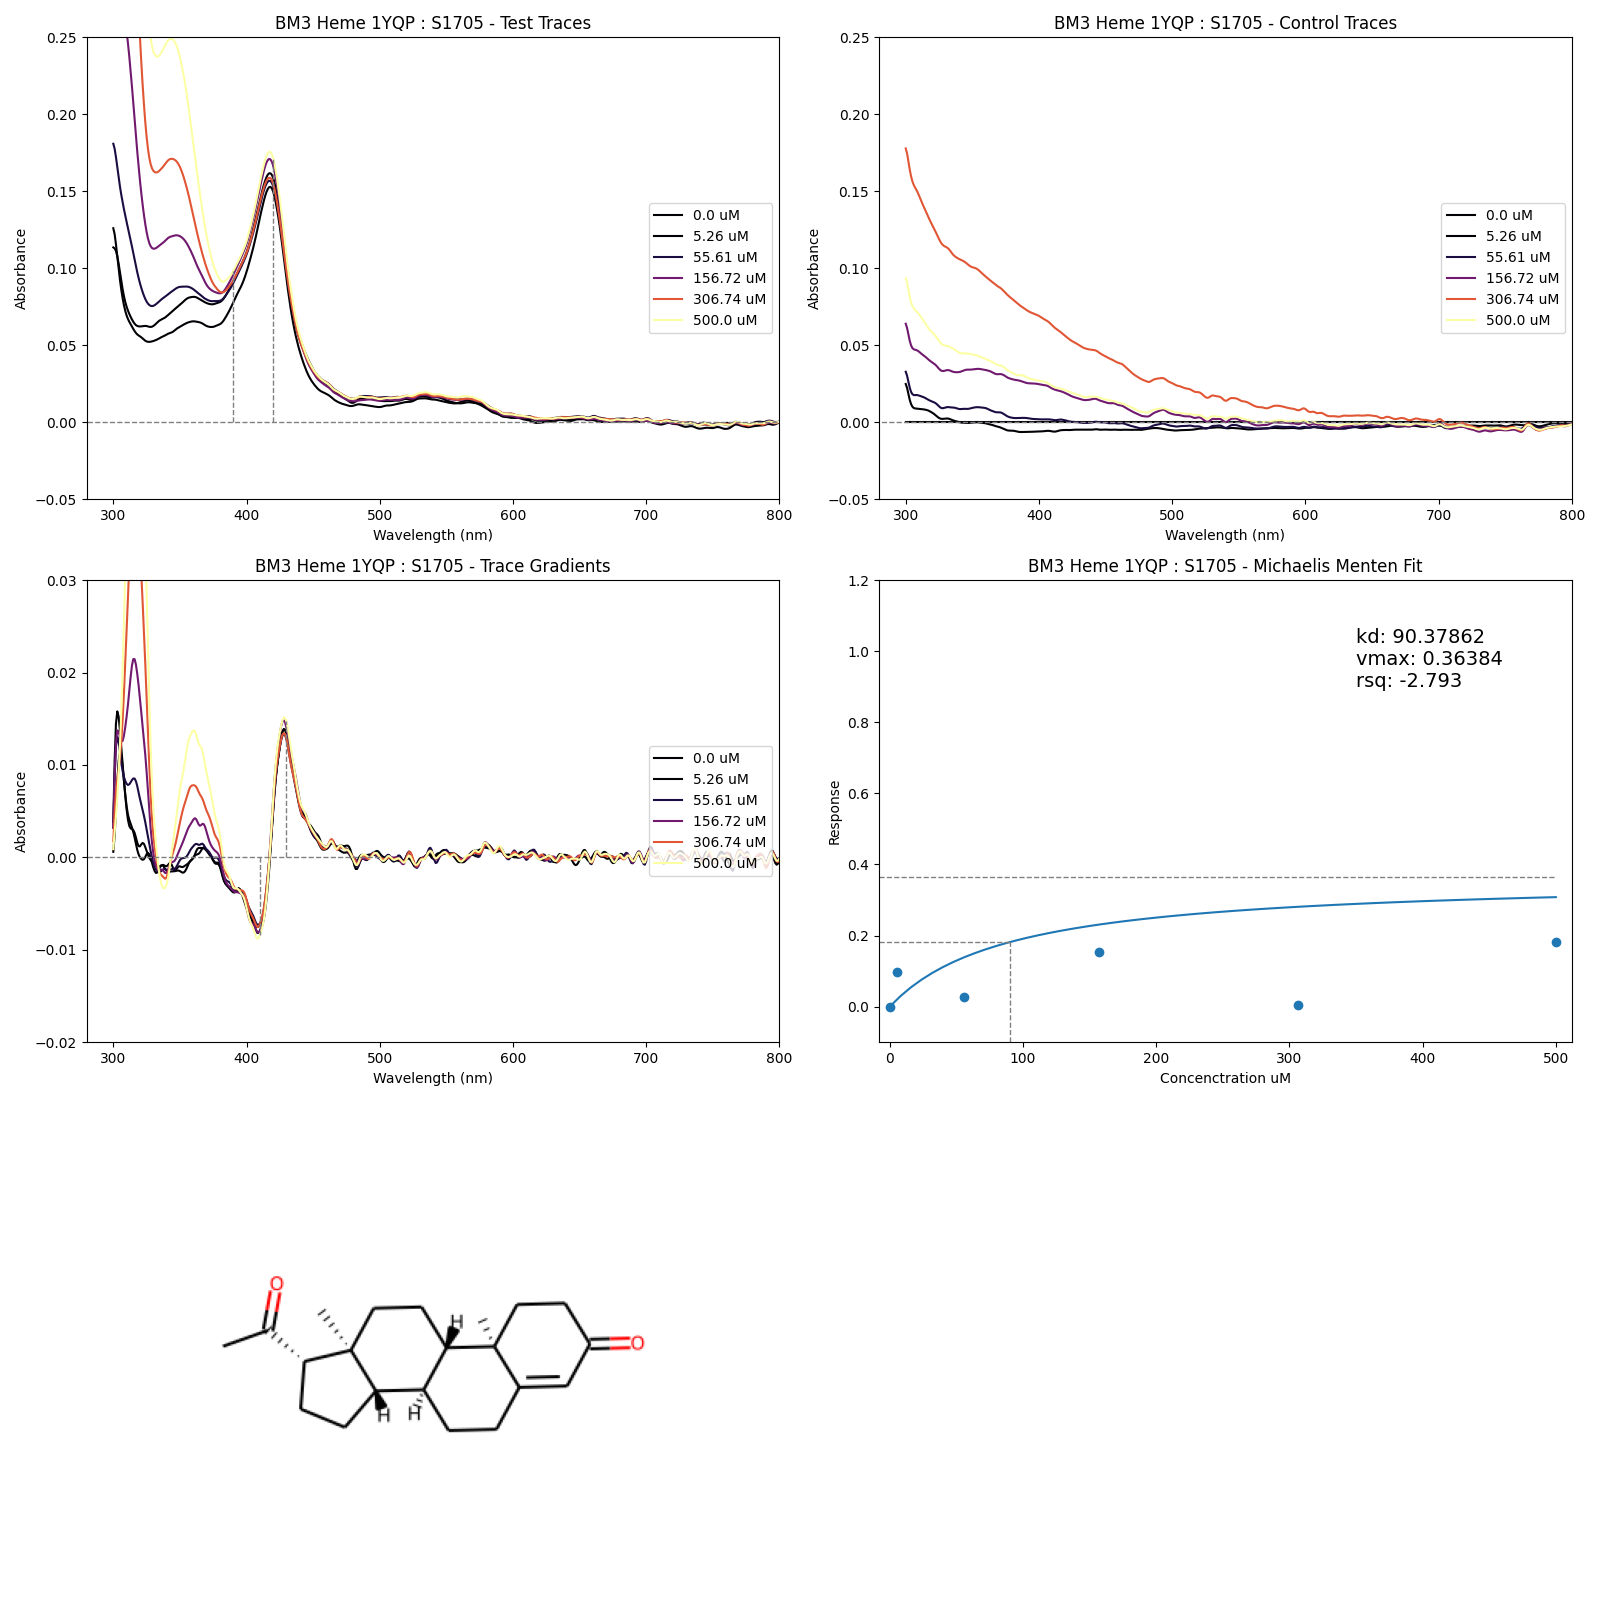 BM3 Heme 1YQP : S1705 - Test Traces
0.25
0.20
0.15
0.10
0.05
0.00
−0.05
Absorbance
0.0 uM
5.26 uM
55.61 uM
156.72 uM
306.74 uM
500.0 uM
300 400 500 600 700 800
Wavelength (nm)
BM3 Heme 1YQP : S1705 - Control Traces
0.25
0.20
0.15
0.10
0.05
0.00
−0.05
Absorbance
0.0 uM
5.26 uM
55.61 uM
156.72 uM
306.74 uM
500.0 uM
300 400 500 600 700 800
Wavelength (nm)
BM3 Heme 1YQP : S1705 - Trace Gradients
0.03
0.02
0.01
0.00
−0.01
−0.02
Absorbance
0.0 uM
5.26 uM
55.61 uM
156.72 uM
306.74 uM
500.0 uM
300 400 500 600 700 800
Wavelength (nm)
BM3 Heme 1YQP : S1705 - Michaelis Menten Fit
1.2
1.0
0.8
0.6
0.4
0.2
0.0
Response
kd: 90.37862
vmax: 0.36384
rsq: -2.793
0 100 200 300 400 500
Concenctration uM
O
H
O
H H